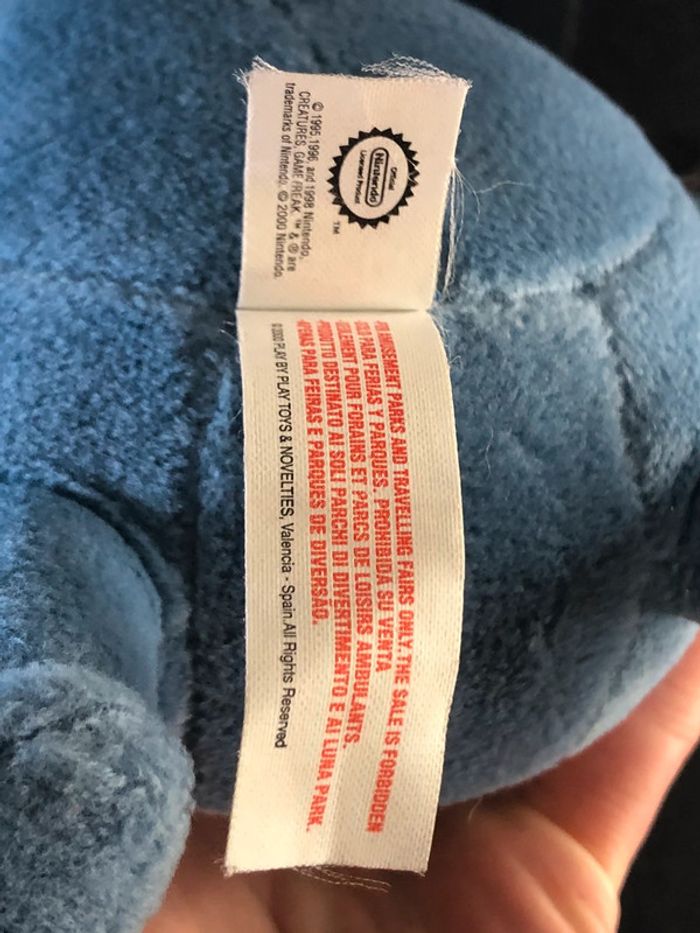 Official
Nintendo
Licensed Product
TM
© 1995, 1996, and 1998 Nintendo,
CREATURES, GAME FREAK. ™ & ® are
trademarks of Nintendo. © 2000 Nintendo.
AMUSEMENT PARKS AND TRAVELLING FAIRS ONLY. THE SALE IS FORBIDDEN
PARA FERIAS Y PARQUES. PROHIBIDA SU VENTA
POUR FORAINS ET PARCS DE LOISIRS AMBULANTS.
DESTINATO AI SOLI PARCHI DI DIVERTIMENTO E AI LUNA PARK.
PARA FEIRAS E PARQUES DE DIVERSÃO.
© 2000 PLAY BY PLAY TOYS & NOVELTIES, Valencia - Spain. All Rights Reserved